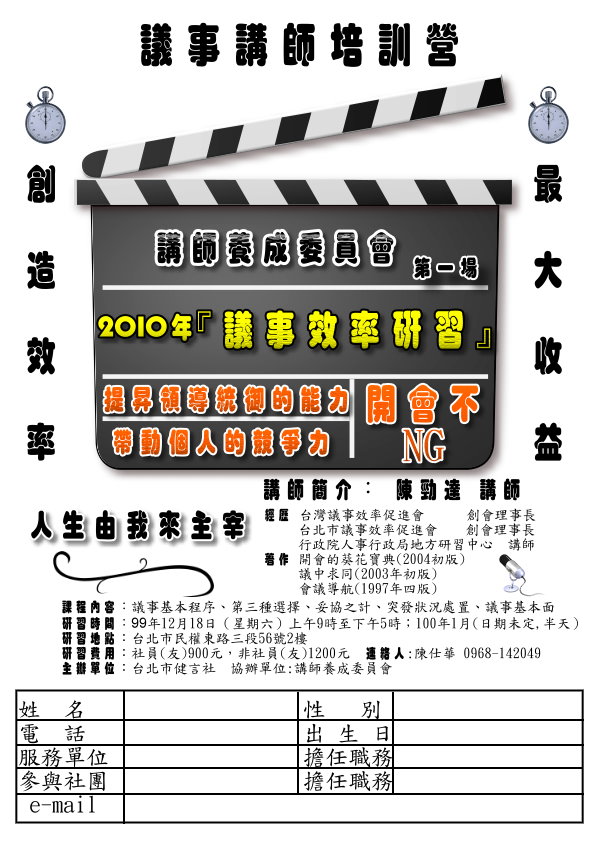 議事講師培訓營
創造效率
最大收益
講師養成委員會 第一場
2010年『議事效率研習』
提昇領導統御的能力
帶動個人的競爭力
開會不
NG
講師簡介： 陳勁達 講師
人生由我來主宰
經歷 台灣議事效率促進會 創會理事長
台北市議事效率促進會 創會理事長
行政院人事行政局地方研習中心 講師
著作 開會的葵花寶典(2004初版)
議中求同(2003年初版)
會議導航(1997年四版)
課程內容：議事基本程序、第三種選擇、妥協之計、突發狀況處置、議事基本面
研習時間：99年12月18日（星期六）上午9時至下午5時；100年1月(日期未定,半天)
研習地點：台北市民權東路三段56號2樓
研習費用：社員(友)900元，非社員(友)1200元 連絡人:陳仕華 0968-142049
主辦單位：台北市健言社 協辦單位:講師養成委員會
姓 名 性 別
電 話 出 生 日
服務單位 擔任職務
參與社團 擔任職務
e-mail